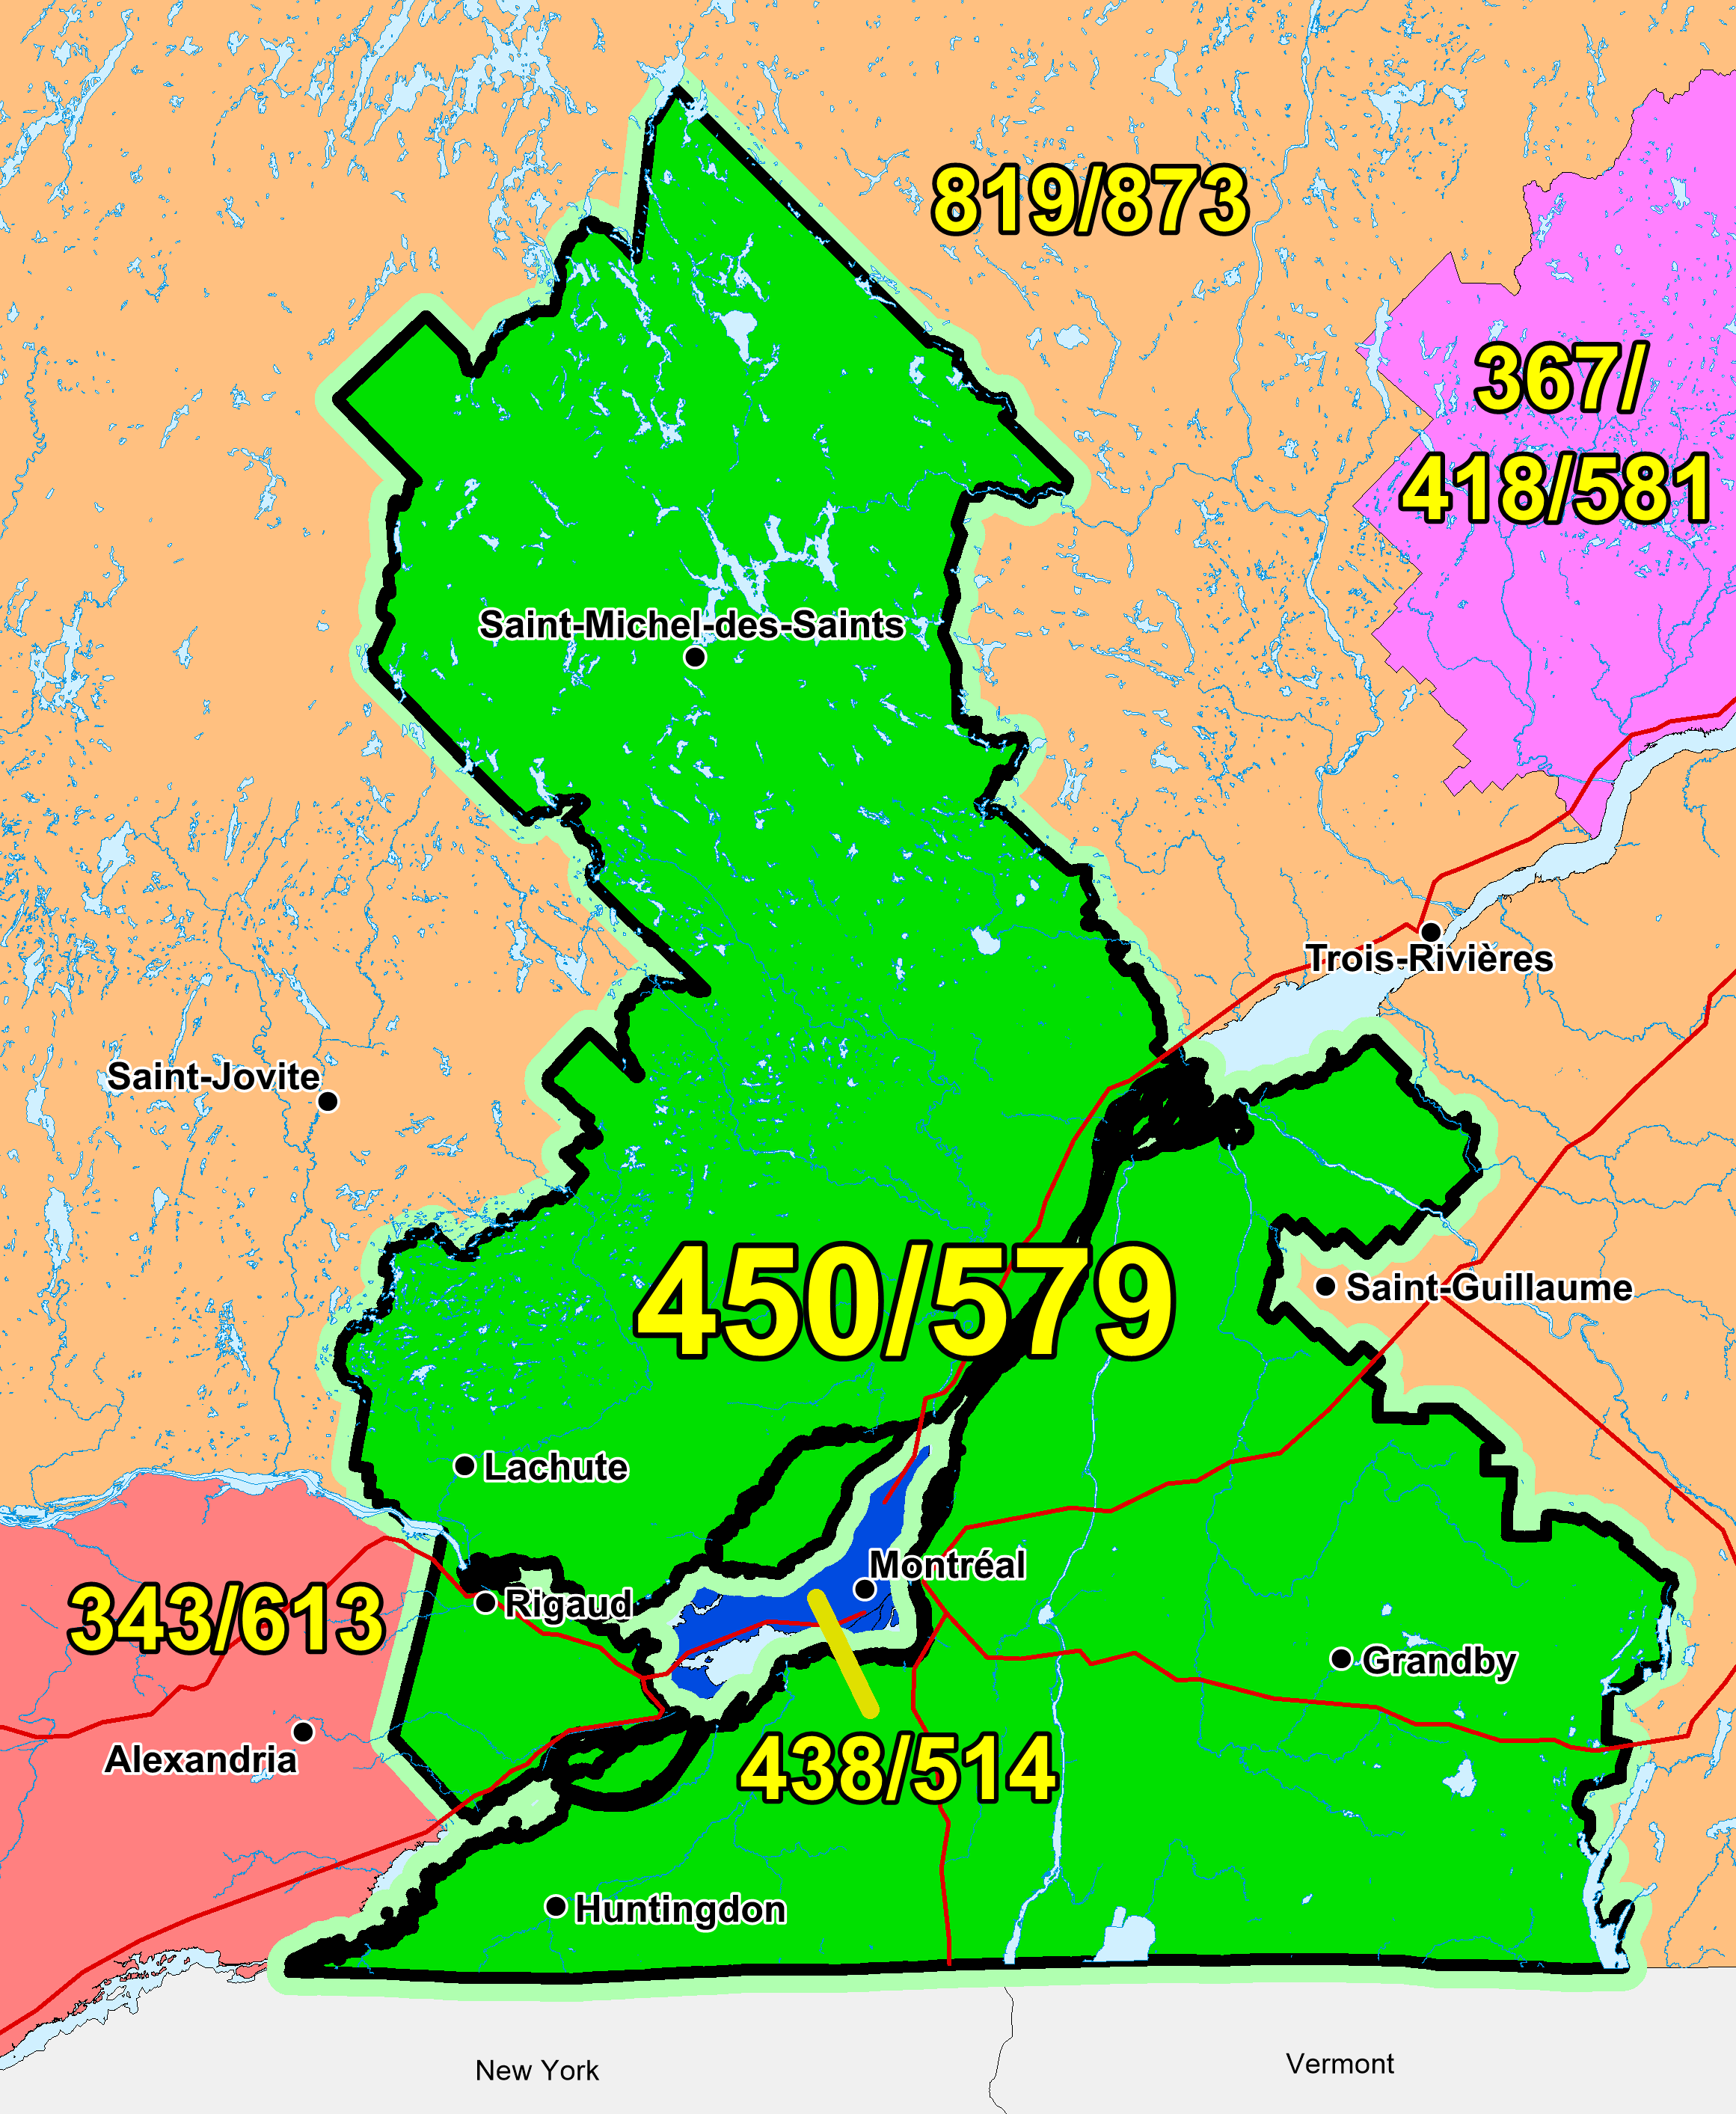 819/873
367/
418/581
Saint-Michel-des-Saints
Trois-Rivières
Saint-Jovite
450/579
Saint-Guillaume
Lachute
Montréal
343/613
Rigaud
Grandby
Alexandria
438/514
Huntingdon
New York
Vermont